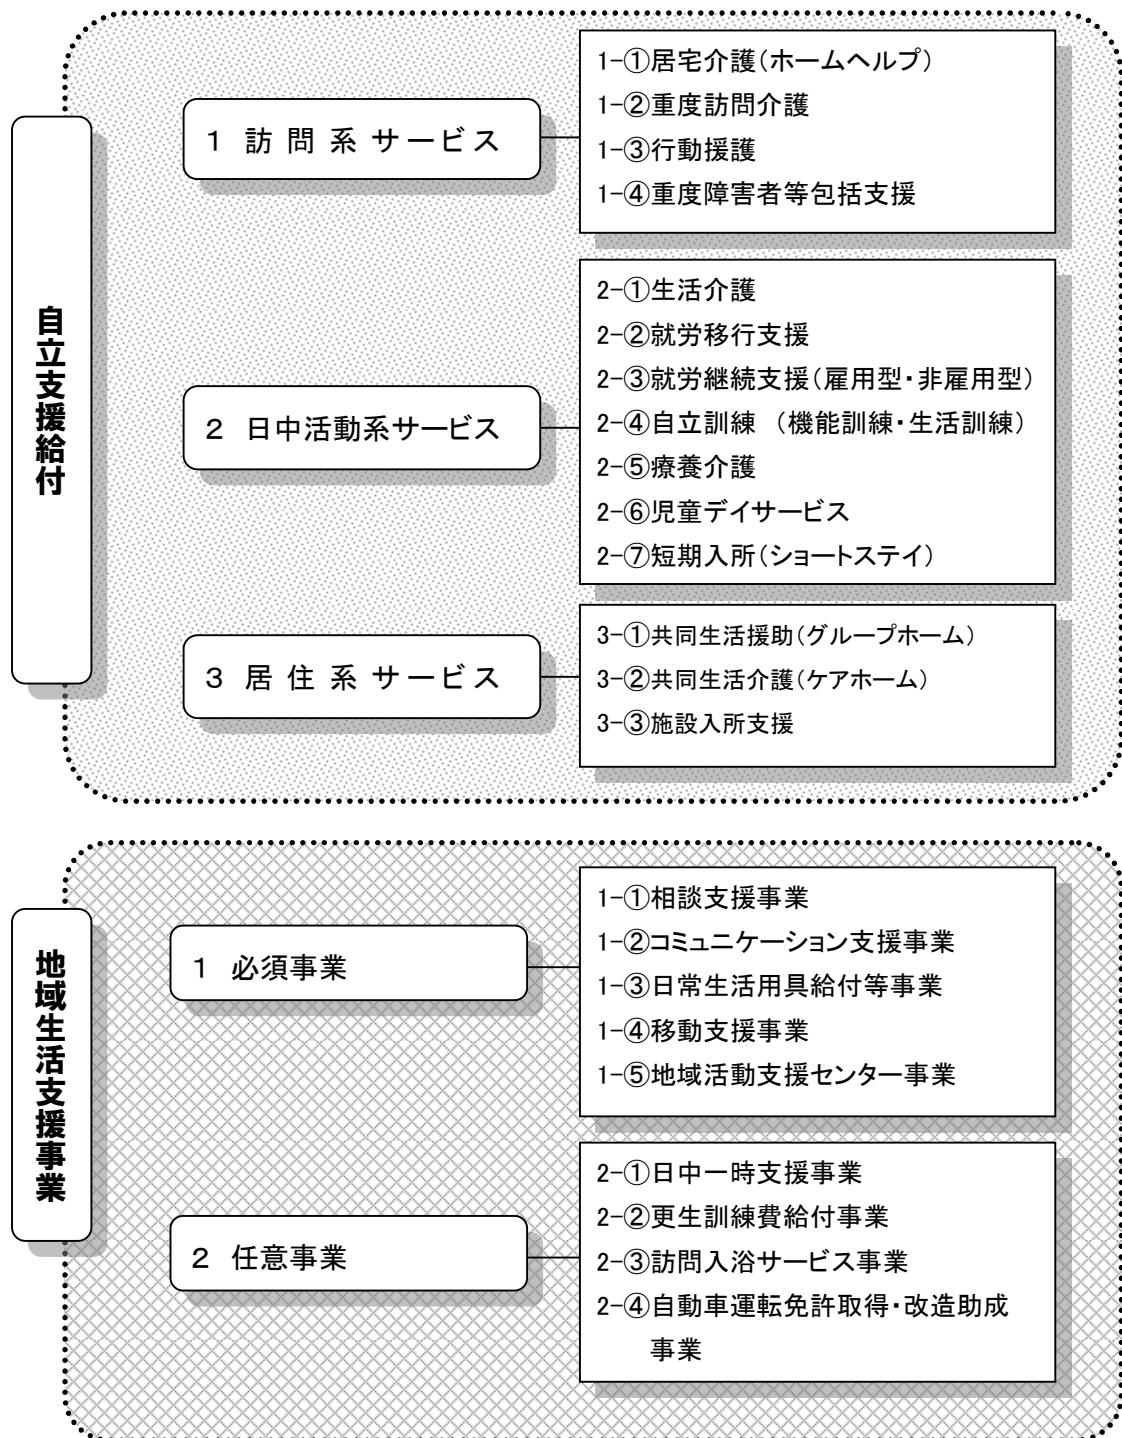 自立支援給付
1 訪問系サービス
1-①居宅介護(ホームヘルプ)
1-②重度訪問介護
1-③行動援護
1-④重度障害者等包括支援
2 日中活動系サービス
2-①生活介護
2-②就労移行支援
2-③就労継続支援(雇用型・非雇用型)
2-④自立訓練 (機能訓練・生活訓練)
2-⑤療養介護
2-⑥児童デイサービス
2-⑦短期入所(ショートステイ)
3 居住系サービス
3-①共同生活援助(グループホーム)
3-②共同生活介護(ケアホーム)
3-③施設入所支援
地域生活支援事業
1 必須事業
1-①相談支援事業
1-②コミュニケーション支援事業
1-③日常生活用具給付等事業
1-④移動支援事業
1-⑤地域活動支援センター事業
2 任意事業
2-①日中一時支援事業
2-②更生訓練費給付事業
2-③訪問入浴サービス事業
2-④自動車運転免許取得・改造助成
事業